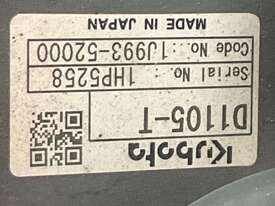 Kubota
D1105-T
Serial No. : 1HP5258
Code No. : 1J993-52000
MADE IN JAPAN